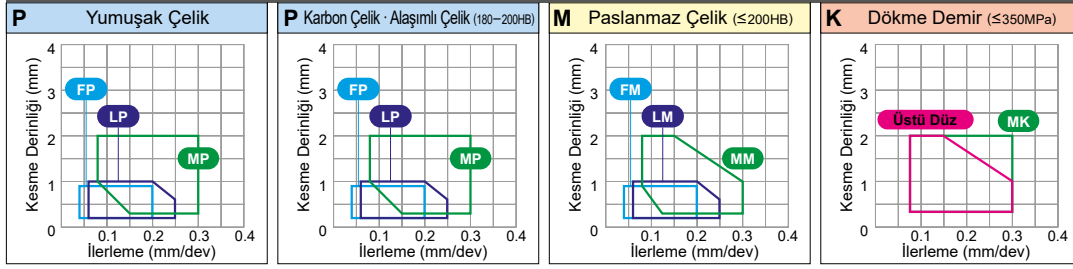 P Yumuşak Çelik
Kesme Derinliği (mm)
4
3
2
1
0
FP
LP
MP
0.1 0.2 0.3 0.4
İlerleme (mm/dev)
P Karbon Çelik · Alaşımlı Çelik (180–200HB)
Kesme Derinliği (mm)
4
3
2
1
0
FP
LP
MP
0.1 0.2 0.3 0.4
İlerleme (mm/dev)
M Paslanmaz Çelik (≤200HB)
Kesme Derinliği (mm)
4
3
2
1
0
FM
LM
MM
0.1 0.2 0.3 0.4
İlerleme (mm/dev)
K Dökme Demir (≤350MPa)
Kesme Derinliği (mm)
4
3
2
1
0
Üstü Düz
MK
0.1 0.2 0.3 0.4
İlerleme (mm/dev)